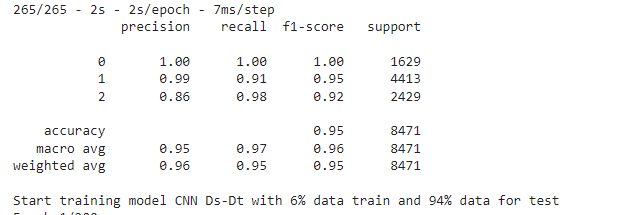 265/265 - 2s - 2s/epoch - 7ms/step
precision recall f1-score support
0 1.00 1.00 1.00 1629
1 0.99 0.91 0.95 4413
2 0.86 0.98 0.92 2429
accuracy 0.95 8471
macro avg 0.95 0.97 0.96 8471
weighted avg 0.96 0.95 0.95 8471
Start training model CNN Ds-Dt with 6% data train and 94% data for test